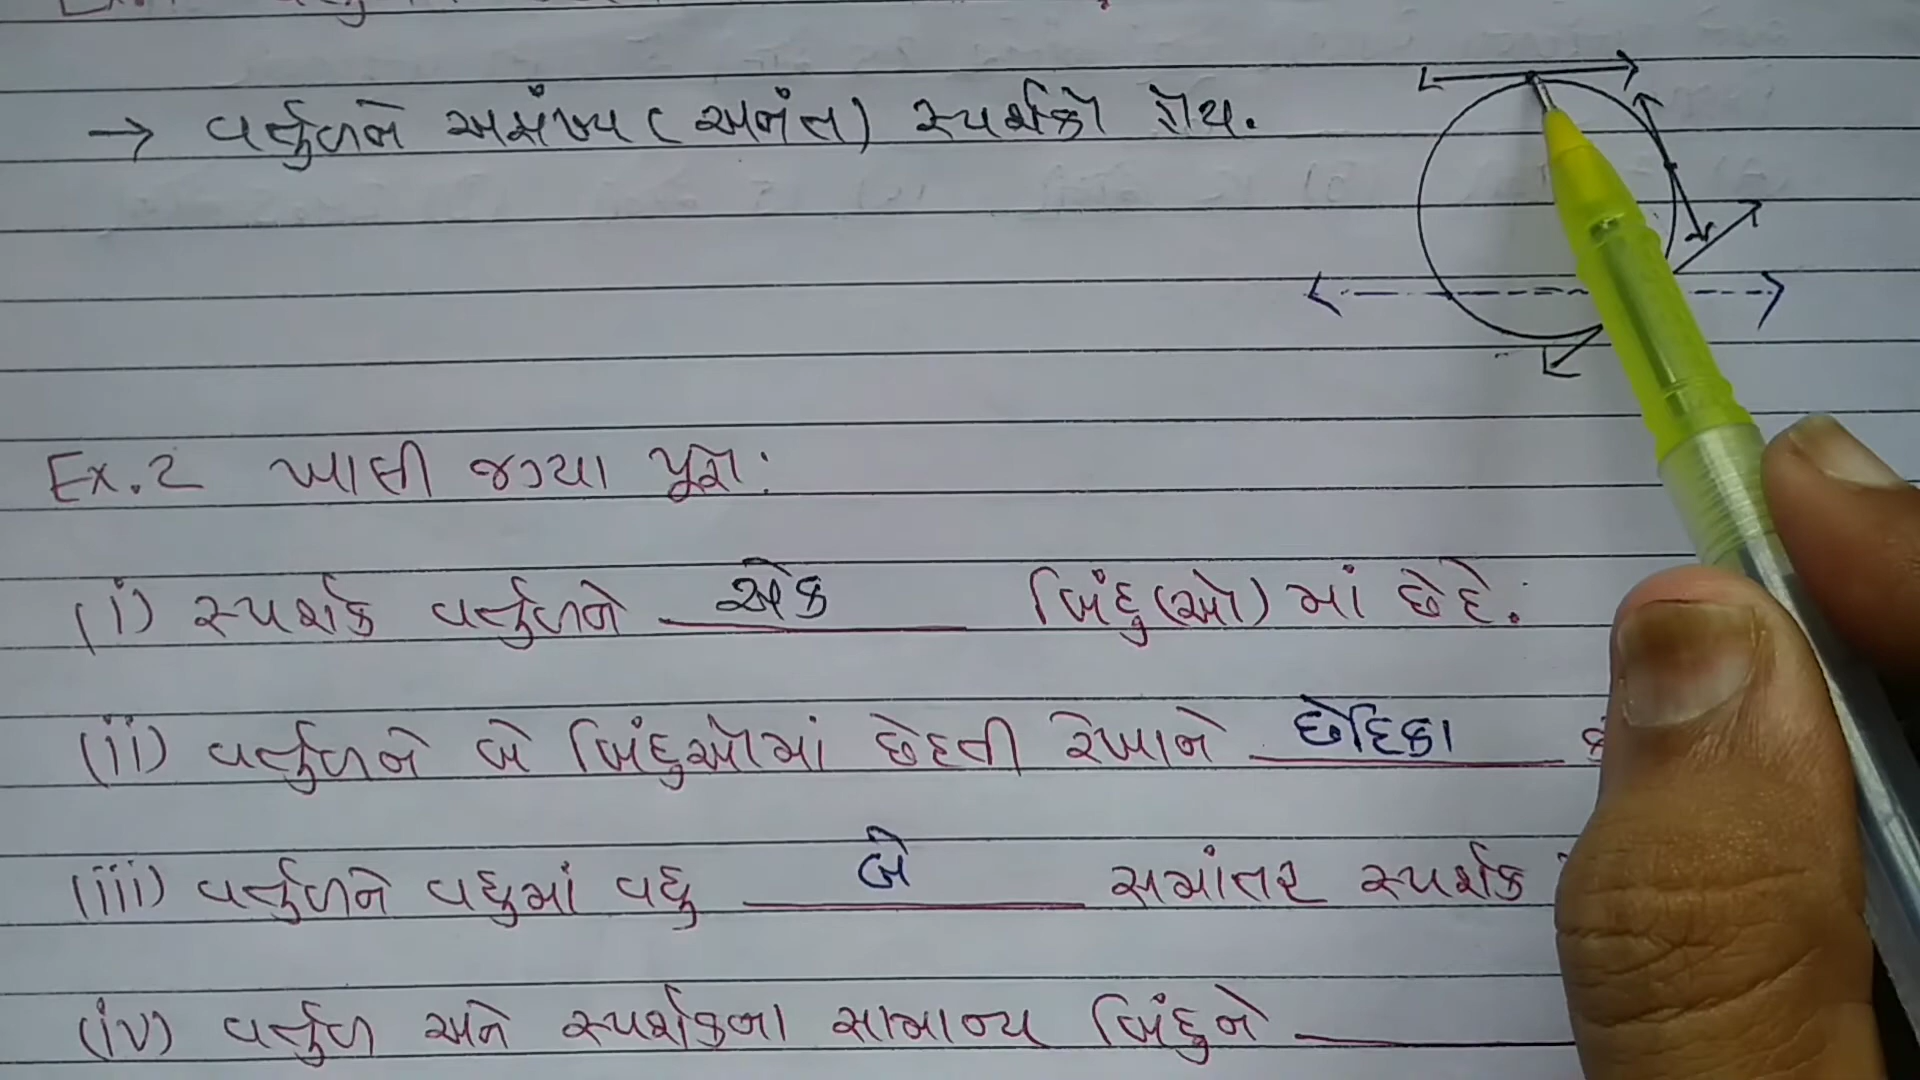 → વર્તુળને અસંખ્ય (અનંત) સ્પર્શકો હોય.
Ex.2 ખાલી જગ્યા પૂરો:
(i) સ્પર્શક વર્તુળને એક બિંદુ(ઓ) માં છેદે.
(ii) વર્તુળને બે બિંદુઓમાં છેદતી રેખાને છેદિકા
(iii) વર્તુળને વધુમાં વધુ બે સમાંતર સ્પર્શક
(iv) વર્તુળ અને સ્પર્શકના સામાન્ય બિંદુને